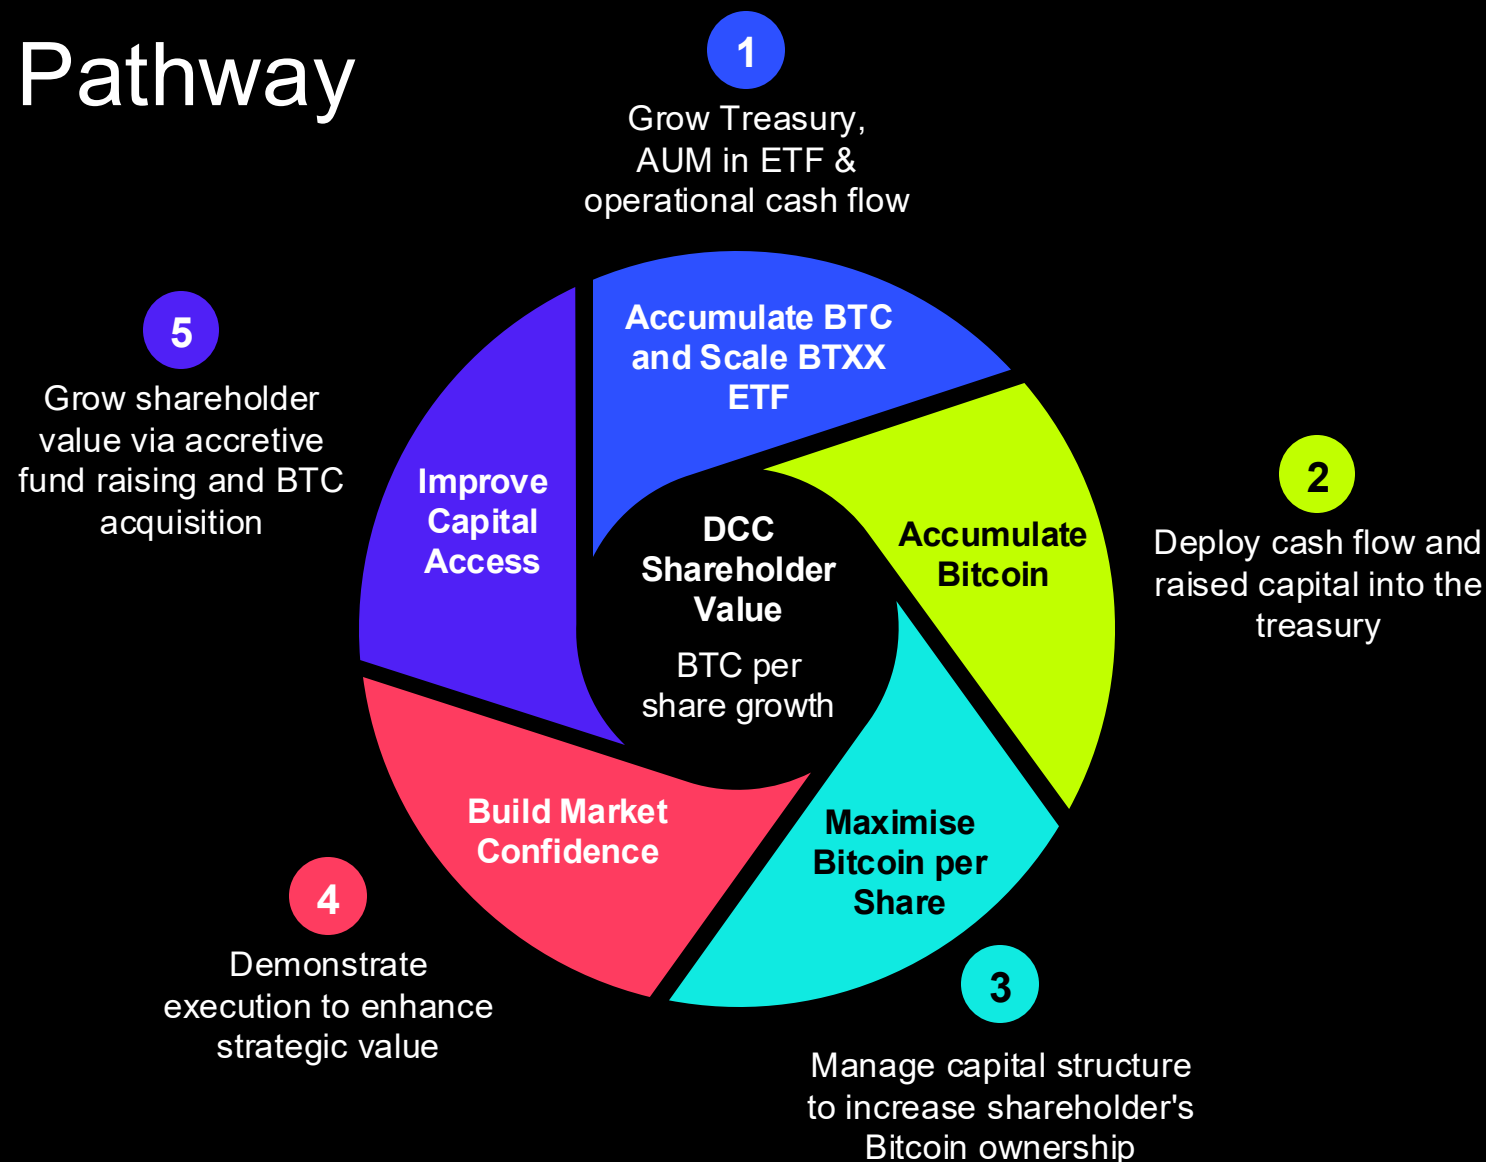 Pathway
1
Grow Treasury,
AUM in ETF &
operational cash flow
Accumulate BTC
and Scale BTXX
ETF
2
Accumulate
Bitcoin
Deploy cash flow and
raised capital into the
treasury
3
Maximise
Bitcoin per
Share
Manage capital structure
to increase shareholder's
Bitcoin ownership
4
Build Market
Confidence
Demonstrate
execution to enhance
strategic value
5
Improve
Capital
Access
Grow shareholder
value via accretive
fund raising and BTC
acquisition
DCC
Shareholder
Value
BTC per
share growth